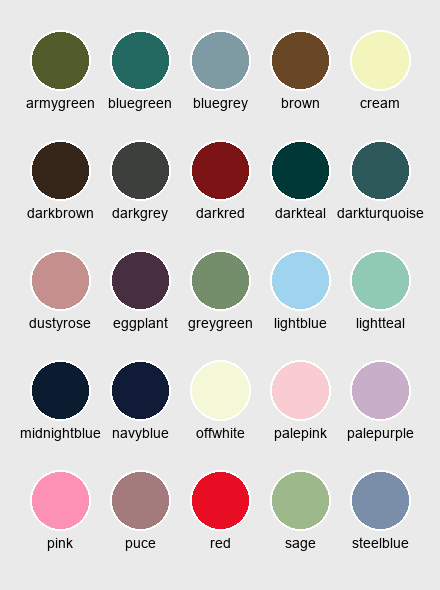 armygreen bluegreen bluegrey brown cream
darkbrown darkgrey darkred darkteal darkturquoise
dustyrose eggplant greygreen lightblue lightteal
midnightblue navyblue offwhite palepink palepurple
pink puce red sage steelblue